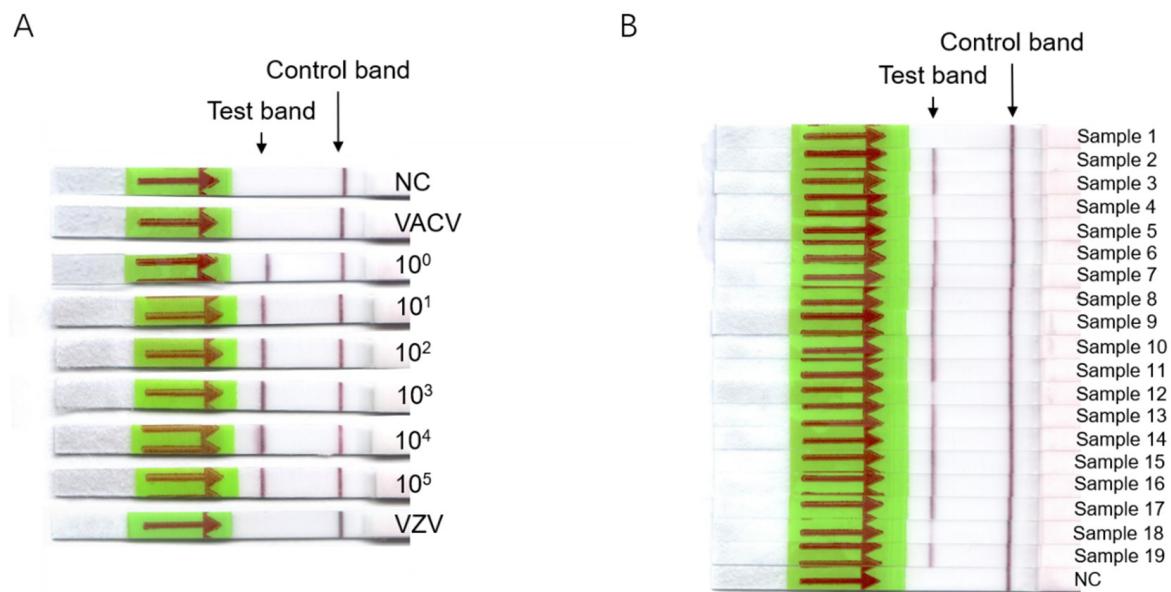 A
Control band
Test band
NC
VACV
10⁰
10¹
10²
10³
10⁴
10⁵
VZV
B
Control band
Test band
Sample 1
Sample 2
Sample 3
Sample 4
Sample 5
Sample 6
Sample 7
Sample 8
Sample 9
Sample 10
Sample 11
Sample 12
Sample 13
Sample 14
Sample 15
Sample 16
Sample 17
Sample 18
Sample 19
NC